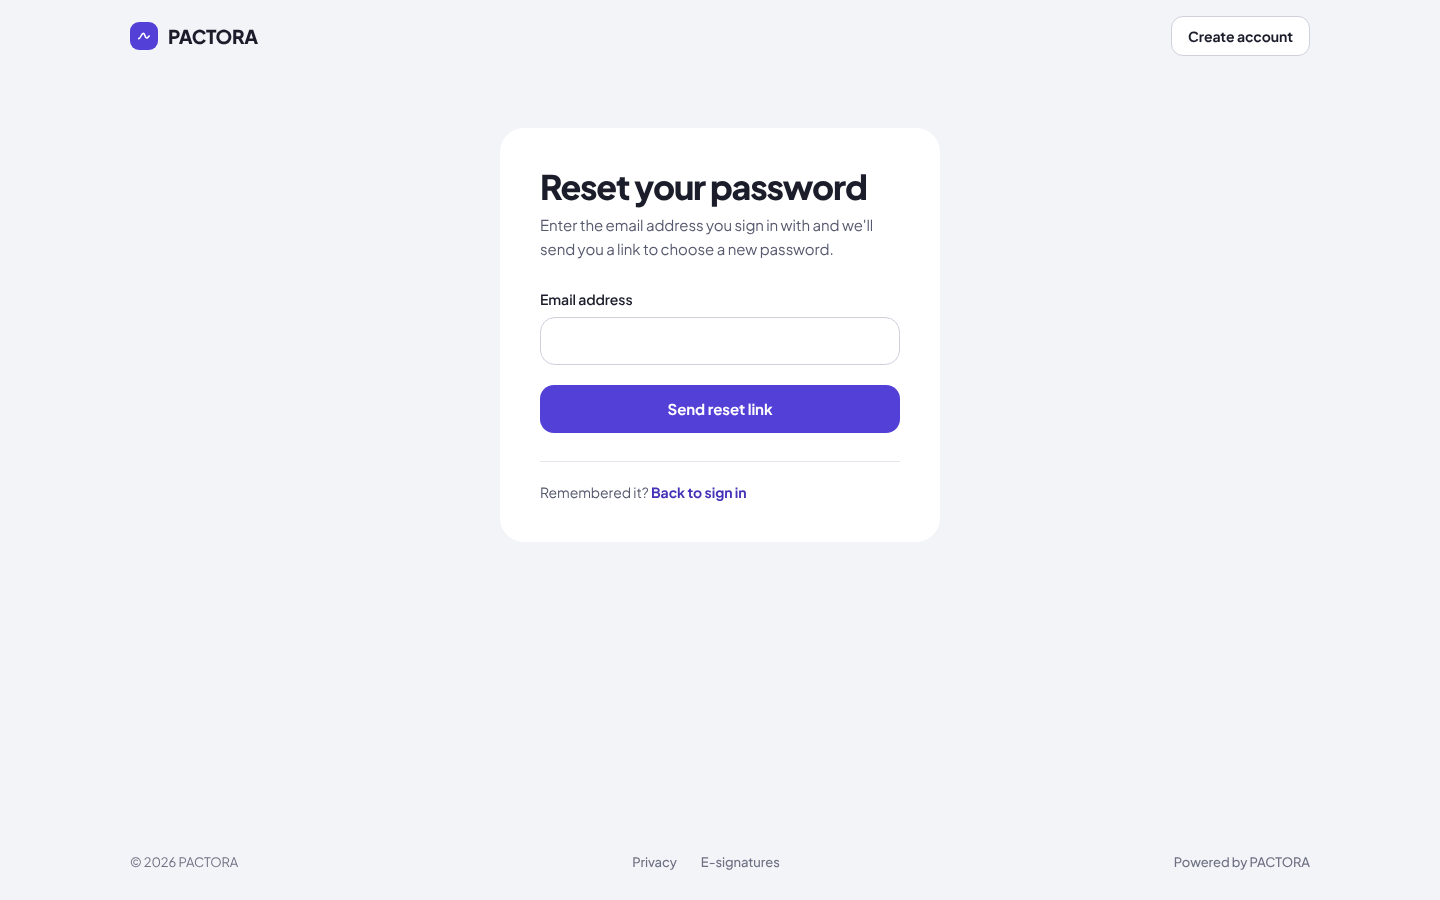 PACTORA
Create account
Reset your password
Enter the email address you sign in with and we'll
send you a link to choose a new password.
Email address
Send reset link
Remembered it? Back to sign in
© 2026 PACTORA
Privacy
E-signatures
Powered by PACTORA